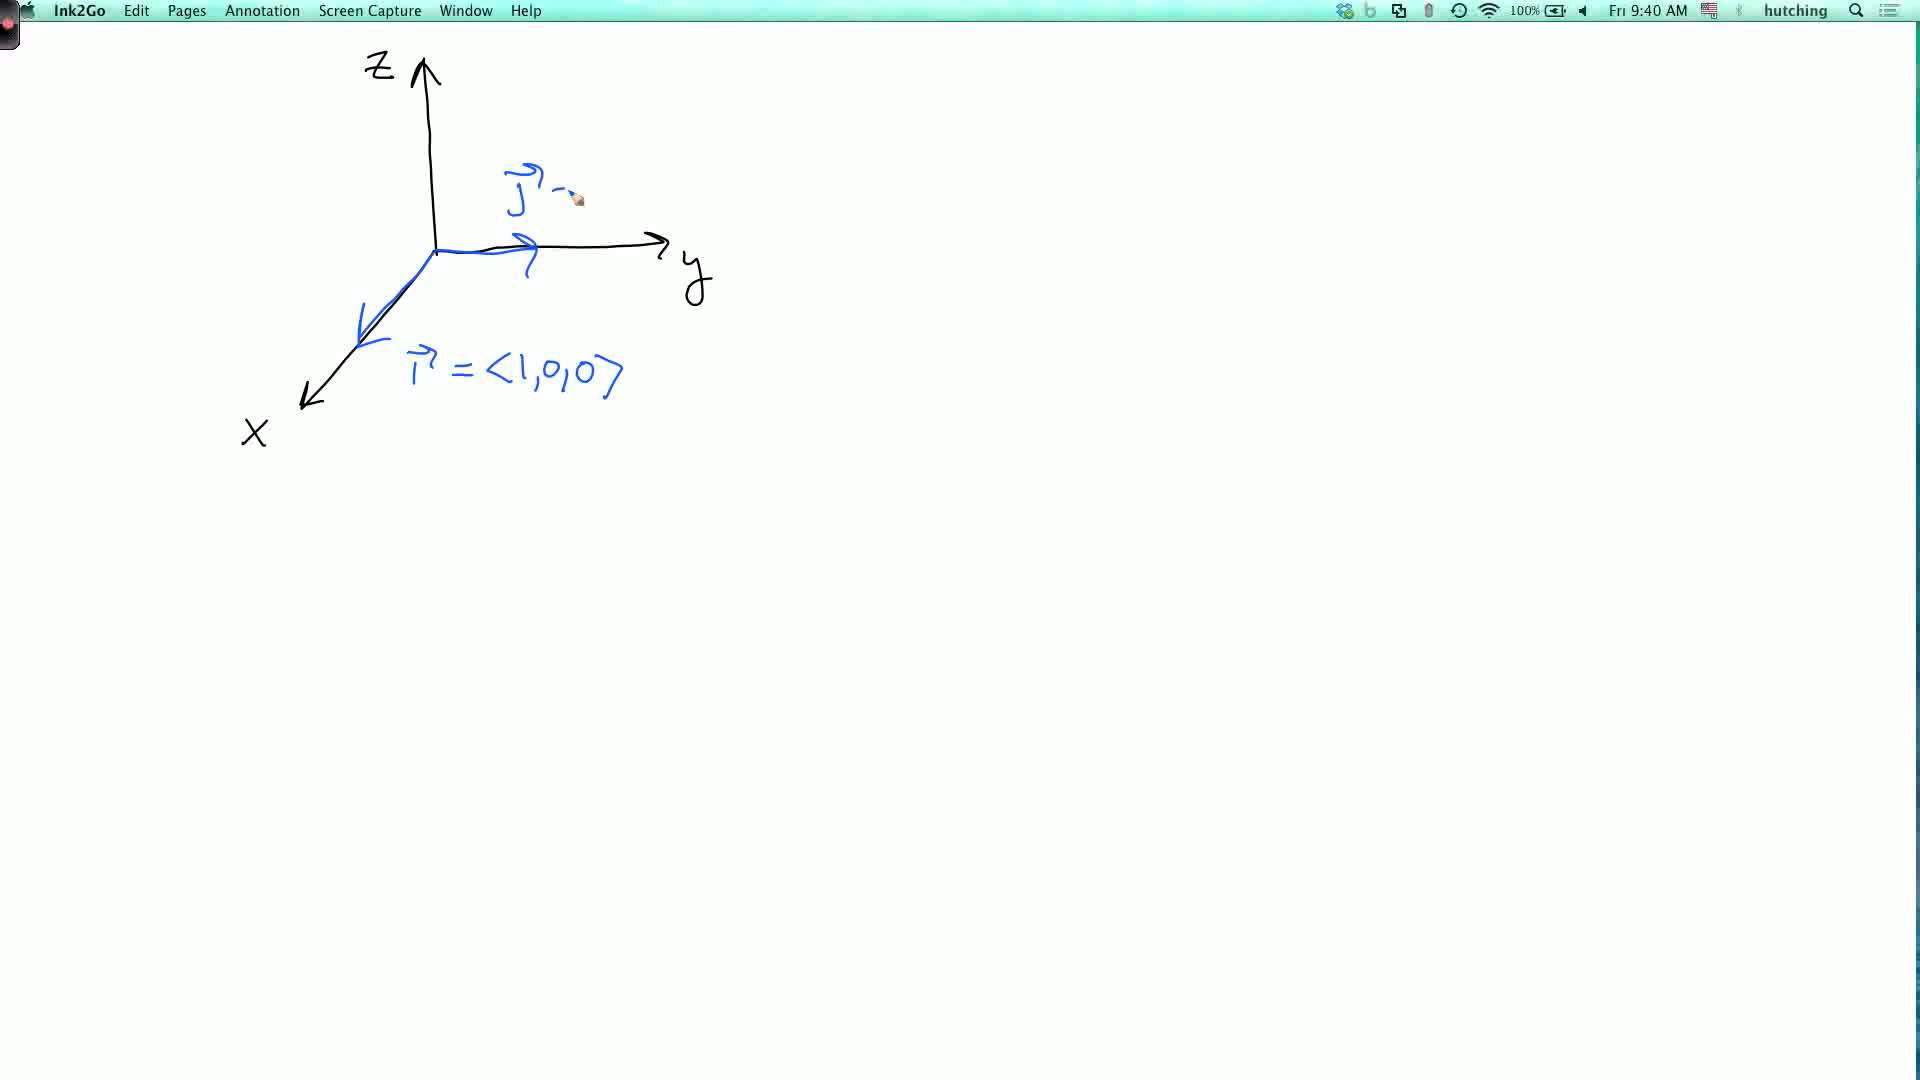 Ink2Go Edit Pages Annotation Screen Capture Window Help 100% Fri 9:40 AM hutching
z
j⃗ -
y
i⃗ = <1,0,0>
x